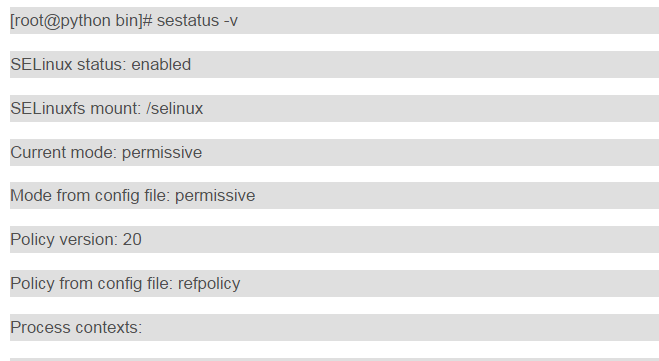 [root@python bin]# sestatus -v
SELinux status: enabled
SELinuxfs mount: /selinux
Current mode: permissive
Mode from config file: permissive
Policy version: 20
Policy from config file: refpolicy
Process contexts: